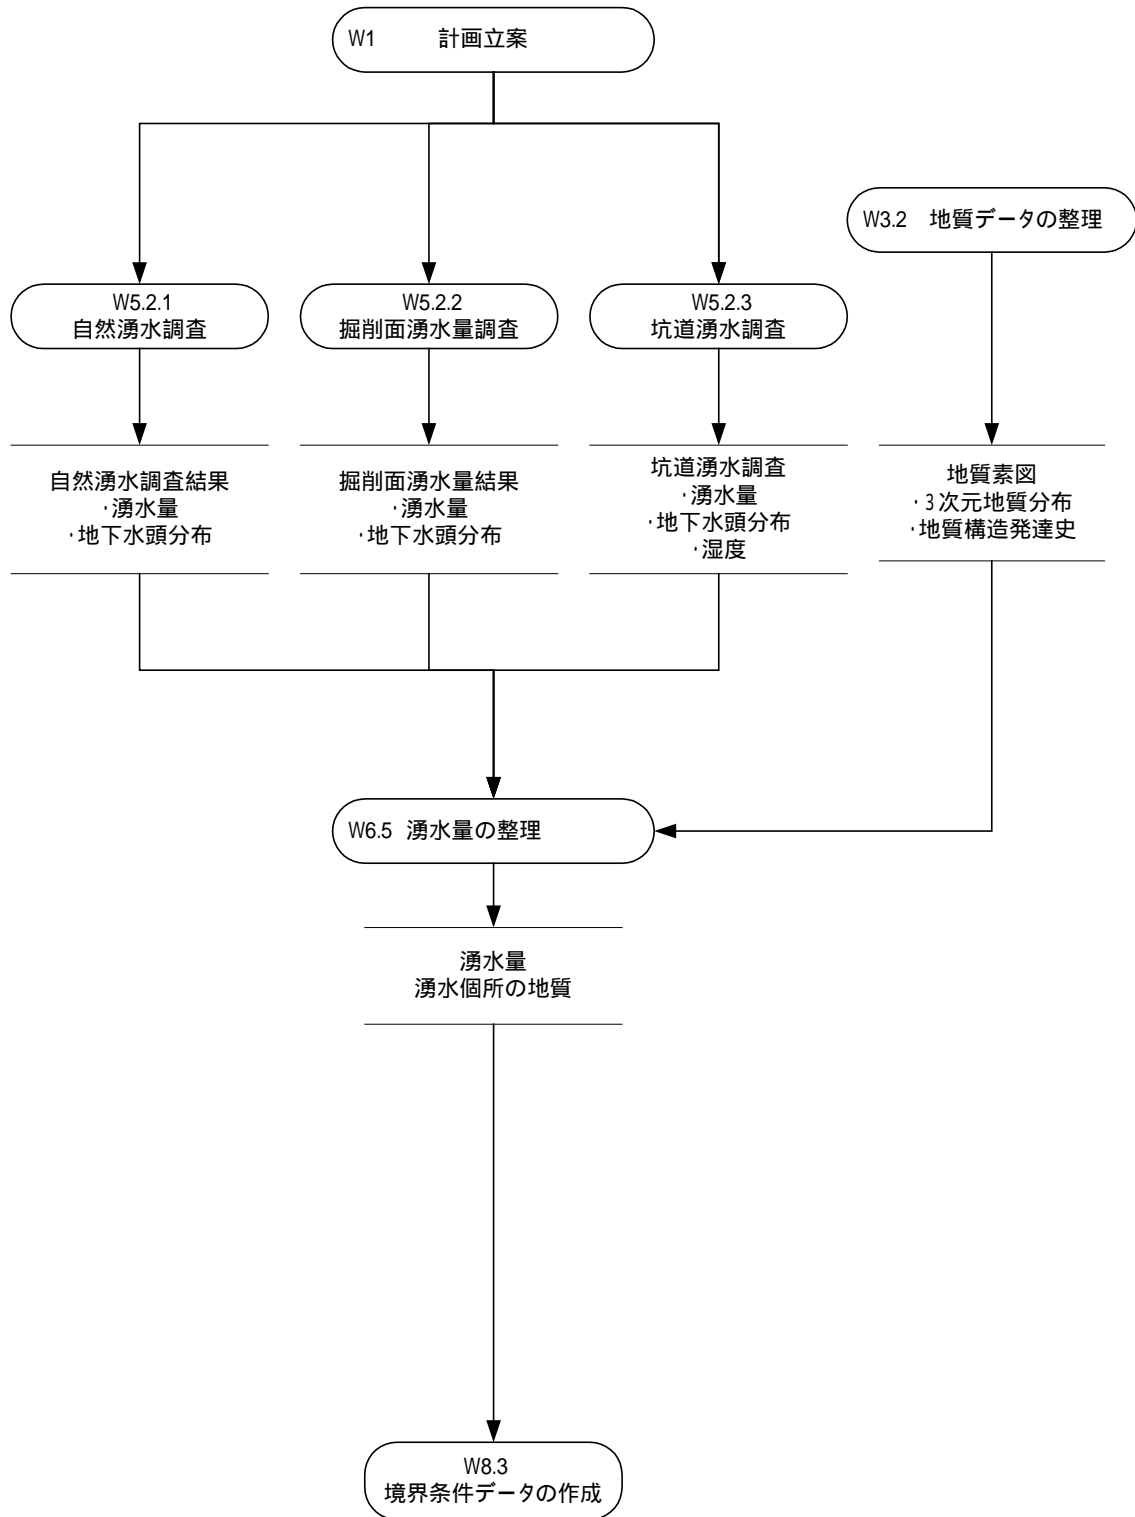 W1 計画立案
W3.2 地質データの整理
W5.2.1
自然湧水調査
W5.2.2
掘削面湧水量調査
W5.2.3
坑道湧水調査
自然湧水調査結果
・湧水量
・地下水頭分布
掘削面湧水量結果
・湧水量
・地下水頭分布
坑道湧水調査
・湧水量
・地下水頭分布
・湿度
地質素図
・3次元地質分布
・地質構造発達史
W6.5 湧水量の整理
湧水量
湧水個所の地質
W8.3
境界条件データの作成